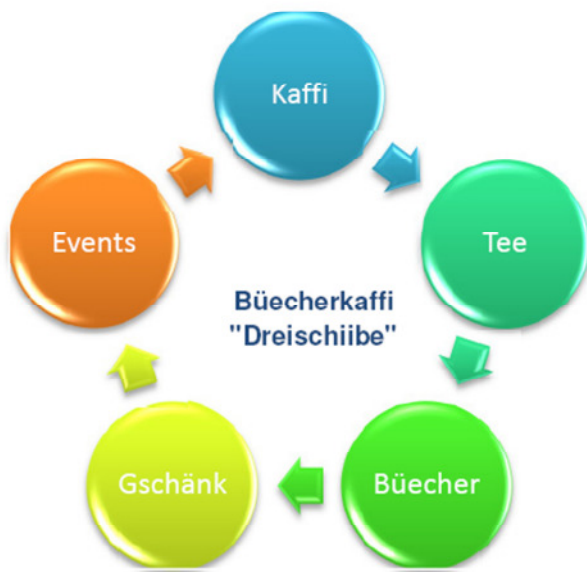 Kaffi
Tee
Büecher
Gschänk
Events
Büecherkaffi
"Dreischiibe"